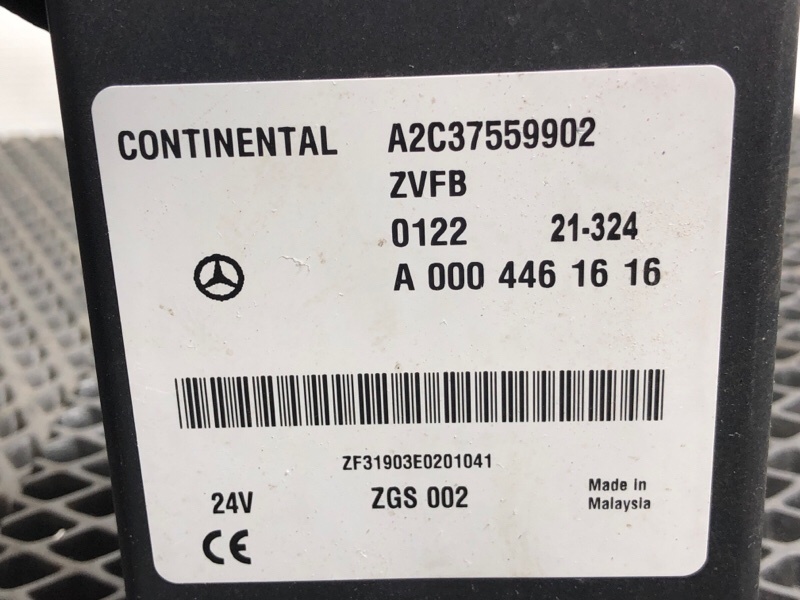 CONTINENTAL A2C37559902
ZVFB
0122 21-324
A 000 446 16 16
ZF31903E0201041
24V ZGS 002 Made in
Malaysia
CE